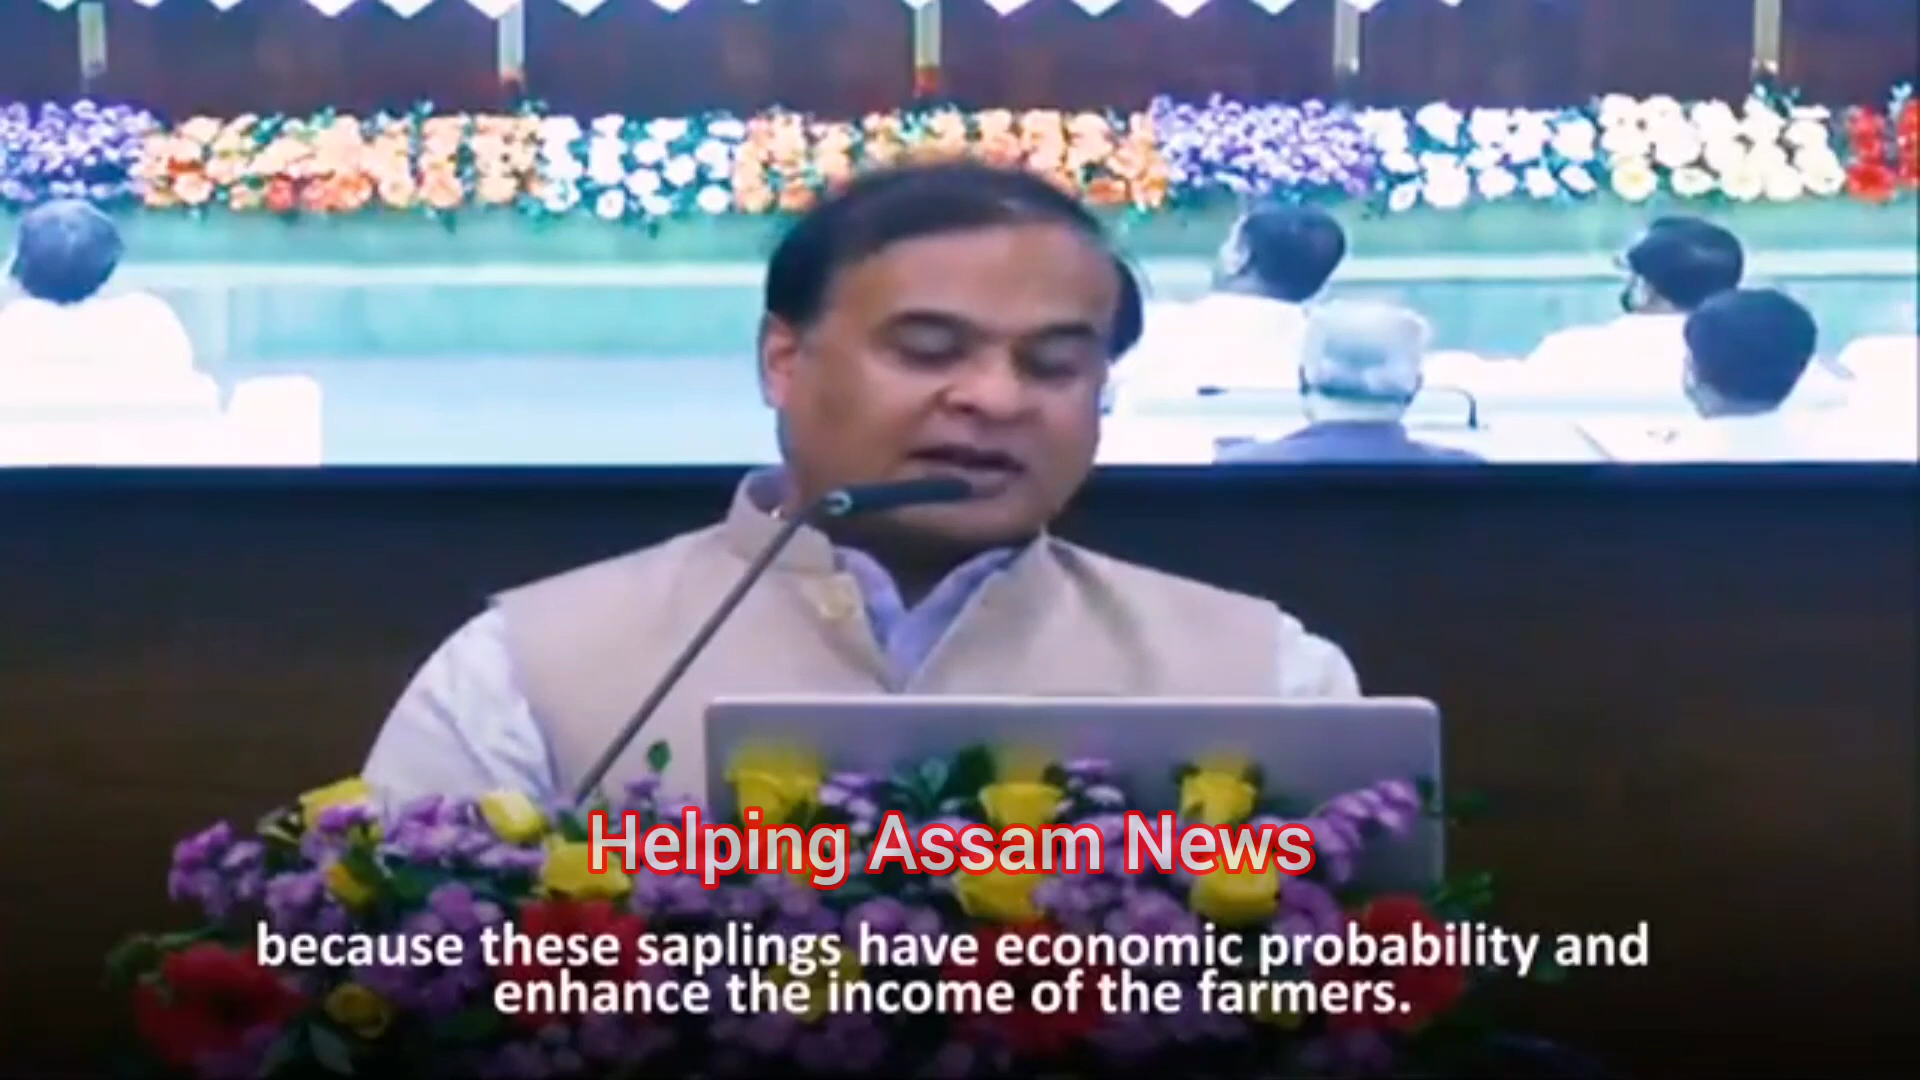 Helping Assam News
because these saplings have economic probability and
enhance the income of the farmers.